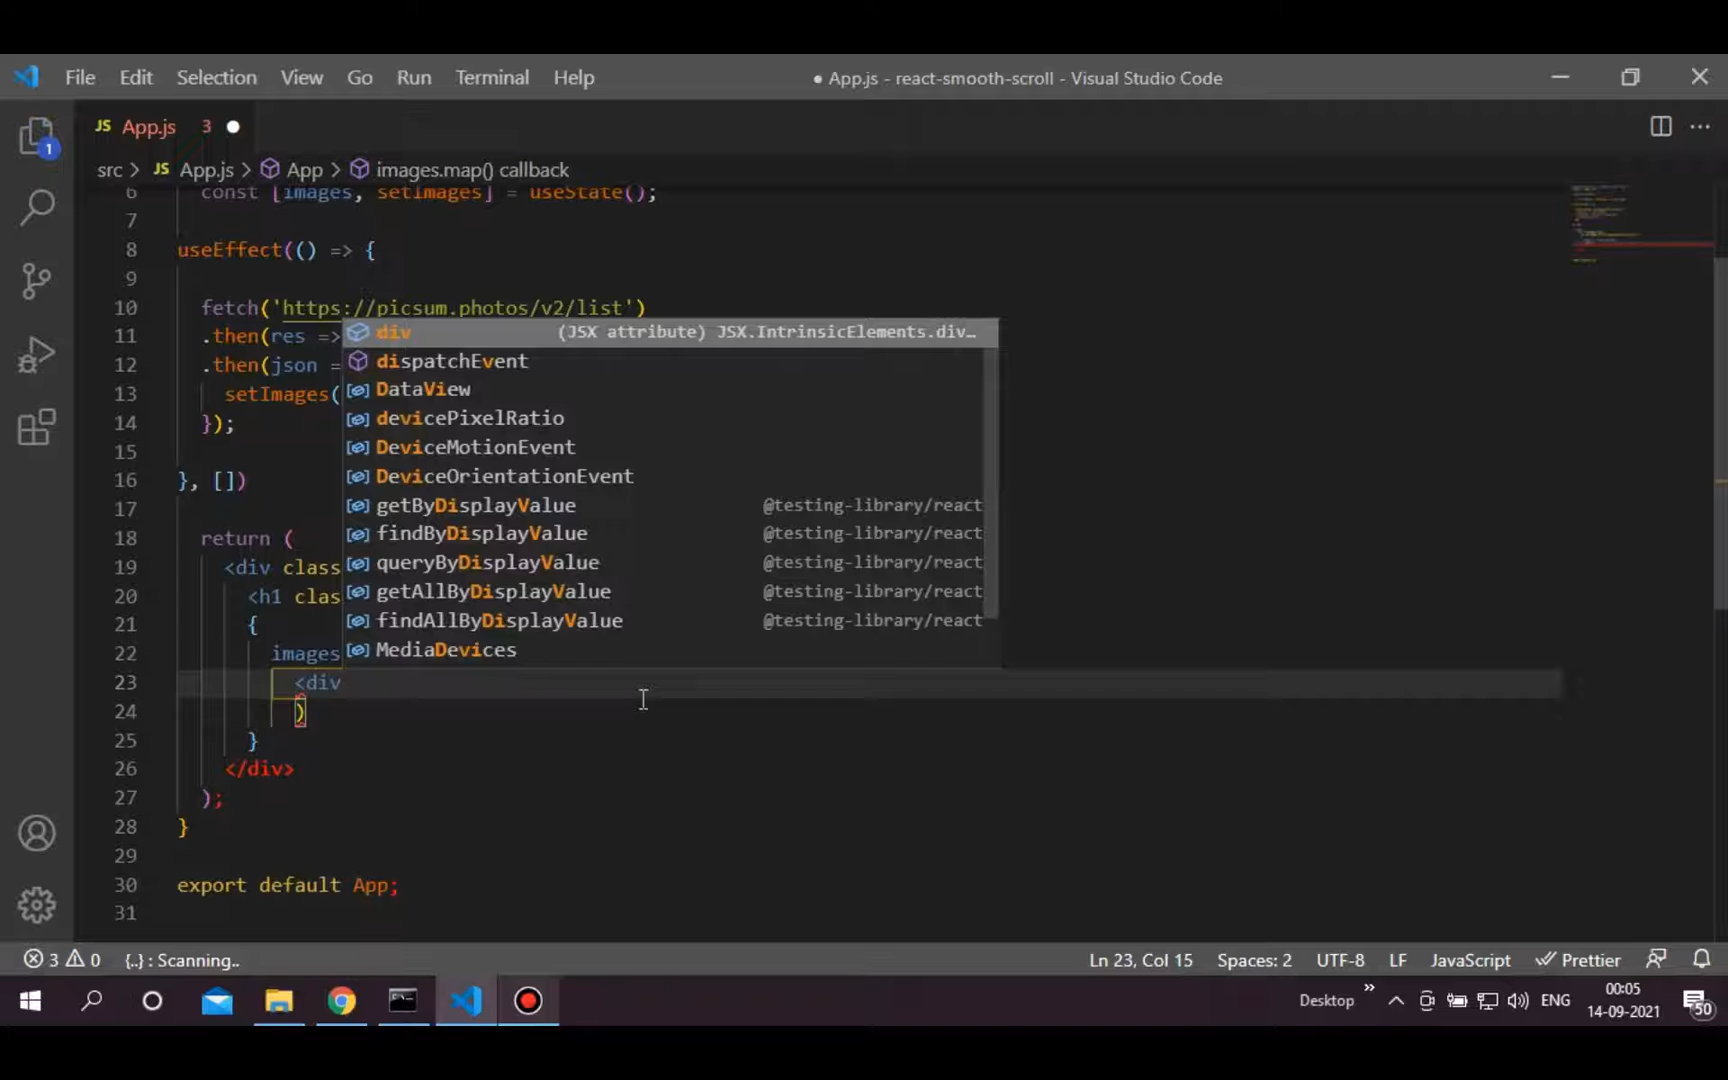 File Edit Selection View Go Run Terminal Help ● App.js - react-smooth-scroll - Visual Studio Code
JS App.js 3 ●
1
src > JS App.js > App > images.map() callback
6 const [images, setImages] = useState();
7
8 useEffect(() => {
9
10 fetch('https://picsum.photos/v2/list')
11 .then(res =>
12 .then(json =
13 setImages(
14 });
15
16 }, [])
17
18 return (
19 <div class
20 <h1 clas
21 {
22 images
23 <div
24 )
25 }
26 </div>
27 );
28 }
29
30 export default App;
31
div (JSX attribute) JSX.IntrinsicElements.div…
dispatchEvent
DataView
devicePixelRatio
DeviceMotionEvent
DeviceOrientationEvent
getByDisplayValue @testing-library/react
findByDisplayValue @testing-library/react
queryByDisplayValue @testing-library/react
getAllByDisplayValue @testing-library/react
findAllByDisplayValue @testing-library/react
MediaDevices
3 0 {..} : Scanning.. Ln 23, Col 15 Spaces: 2 UTF-8 LF JavaScript Prettier
Desktop » ENG 00:05
14-09-2021
50